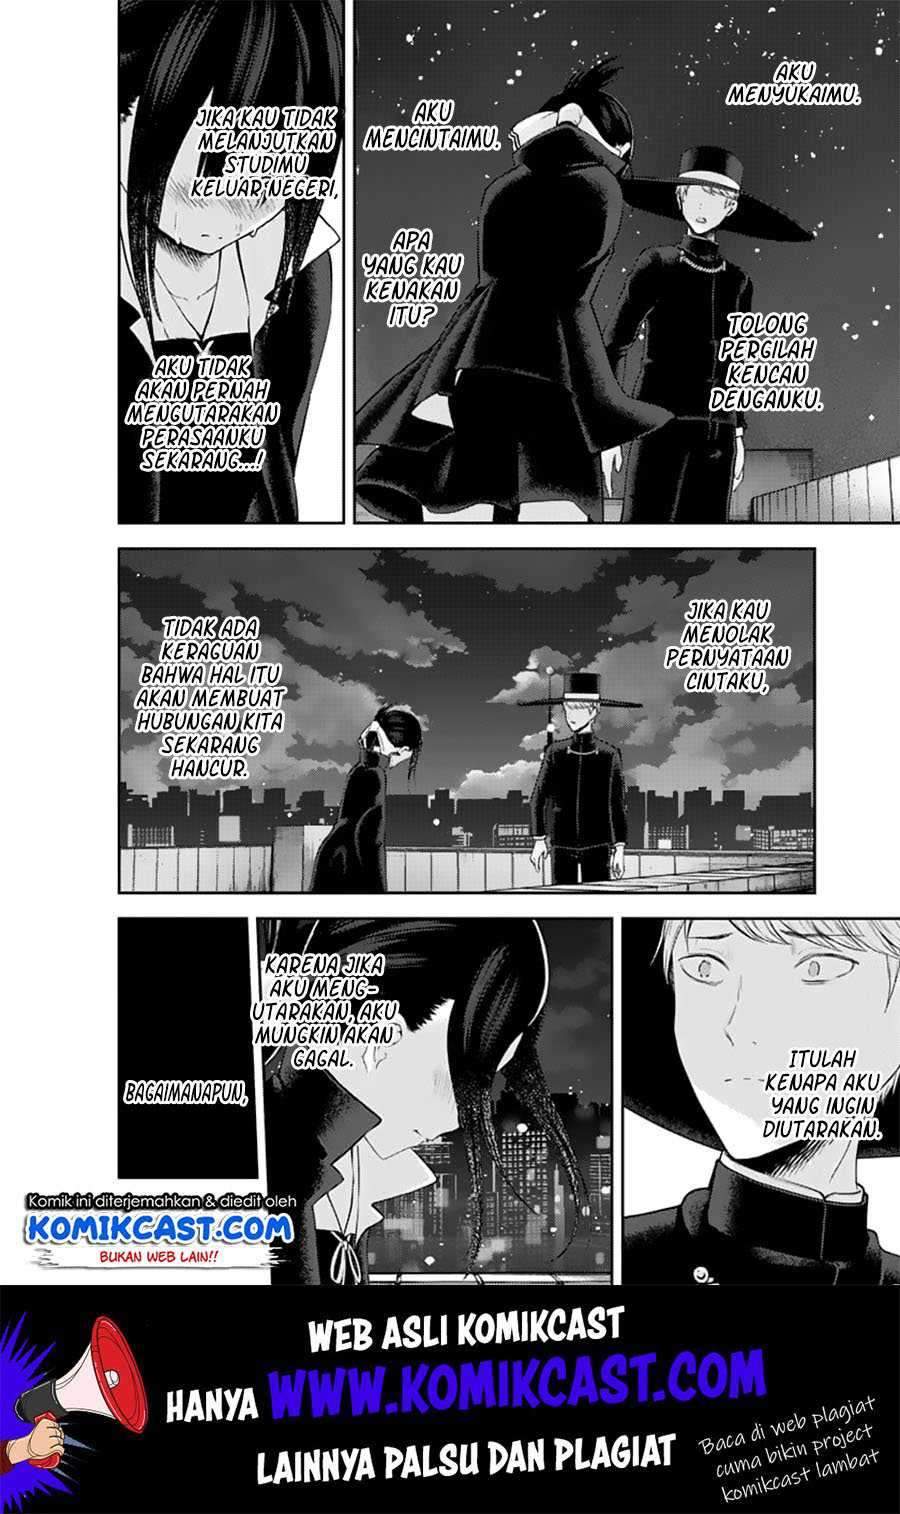 AKU
MENYUKAIMU.
AKU
MENCINTAIMU.
TOLONG
PERGILAH
KENCAN
DENGANKU.
APA
YANG KAU
KENAKAN
ITU?
JIKA KAU TIDAK
MELANJUTKAN
STUDIMU
KELUAR NEGERI,
AKU TIDAK
AKAN PERNAH
MENGUTARAKAN
PERASAANKU
SEKARANG...!
JIKA KAU
MENOLAK
PERNYATAAN
CINTAKU,
TIDAK ADA
KERAGUAN
BAHWA HAL ITU
AKAN MEMBUAT
HUBUNGAN KITA
SEKARANG
HANCUR.
ITULAH
KENAPA AKU
YANG INGIN
DIUTARAKAN.
KARENA JIKA
AKU MENG-
UTARAKAN, AKU
MUNGKIN AKAN
GAGAL.
BAGAIMANAPUN,
Komik ini diterjemahkan & diedit oleh
KOMIKCAST.COM
BUKAN WEB LAIN!!
WEB ASLI KOMIKCAST
HANYA WWW.KOMIKCAST.COM
LAINNYA PALSU DAN PLAGIAT
Baca di web plagiat
cuma bikin project
komikcast lambat